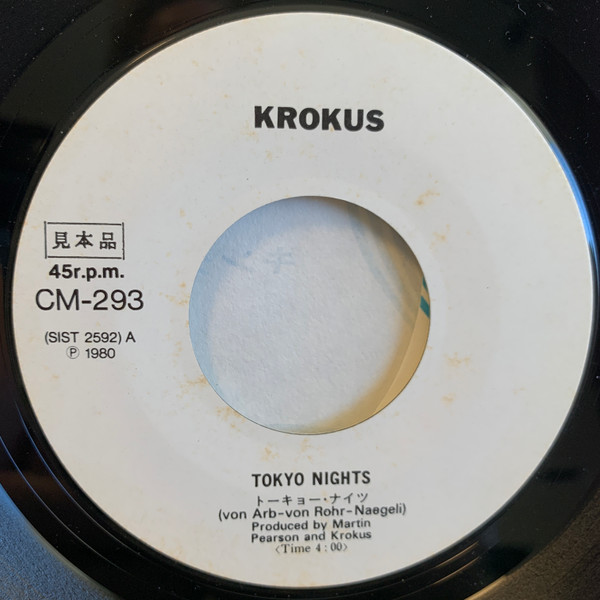 KROKUS
見本品
45r.p.m.
CM-293
(SIST 2592) A
Ⓟ 1980
TOKYO NIGHTS
トーキョー・ナイツ
(von Arb-von Rohr-Naegeli)
Produced by Martin
Pearson and Krokus
<Time 4:00>